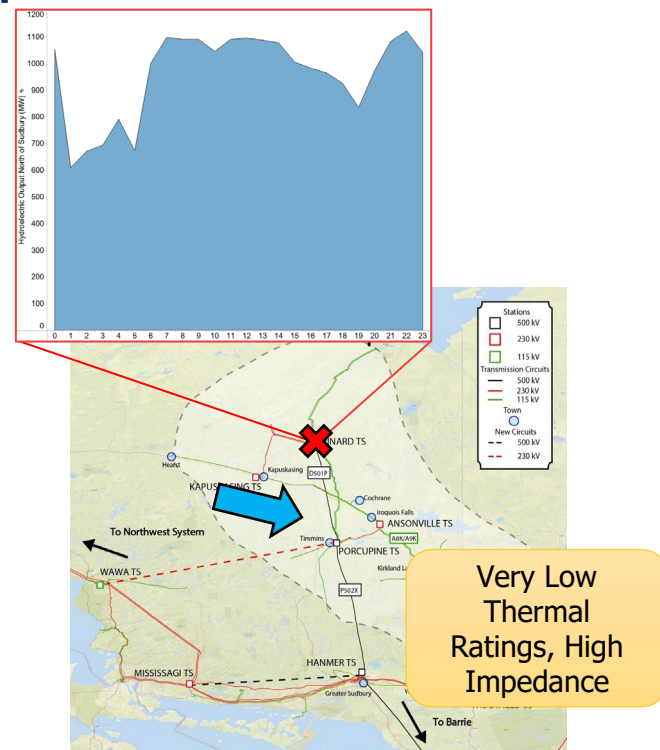 Hydroelectric Output North of Sudbury (MW)
1200
1100
1000
900
800
700
600
500
400
300
200
100
0
0 1 2 3 4 5 6 7 8 9 10 11 12 13 14 15 16 17 18 19 20 21 22 23
Stations
500 kV
230 kV
115 kV
Transmission Circuits
500 kV
230 kV
115 kV
Town
New Circuits
500 kV
230 kV
NARD TS
Hearst
Kapuskasing
D501P
KAPUSKASING TS
Cochrane
Iroquois Falls
ANSONVILLE TS
To Northwest System
Timmins
A8K/A9K
PORCUPINE TS
Kirkland
WAWA TS
P502X
Very Low
Thermal
Ratings, High
Impedance
HANMER TS
MISSISSAGI TS
Greater Sudbury
To Barrie